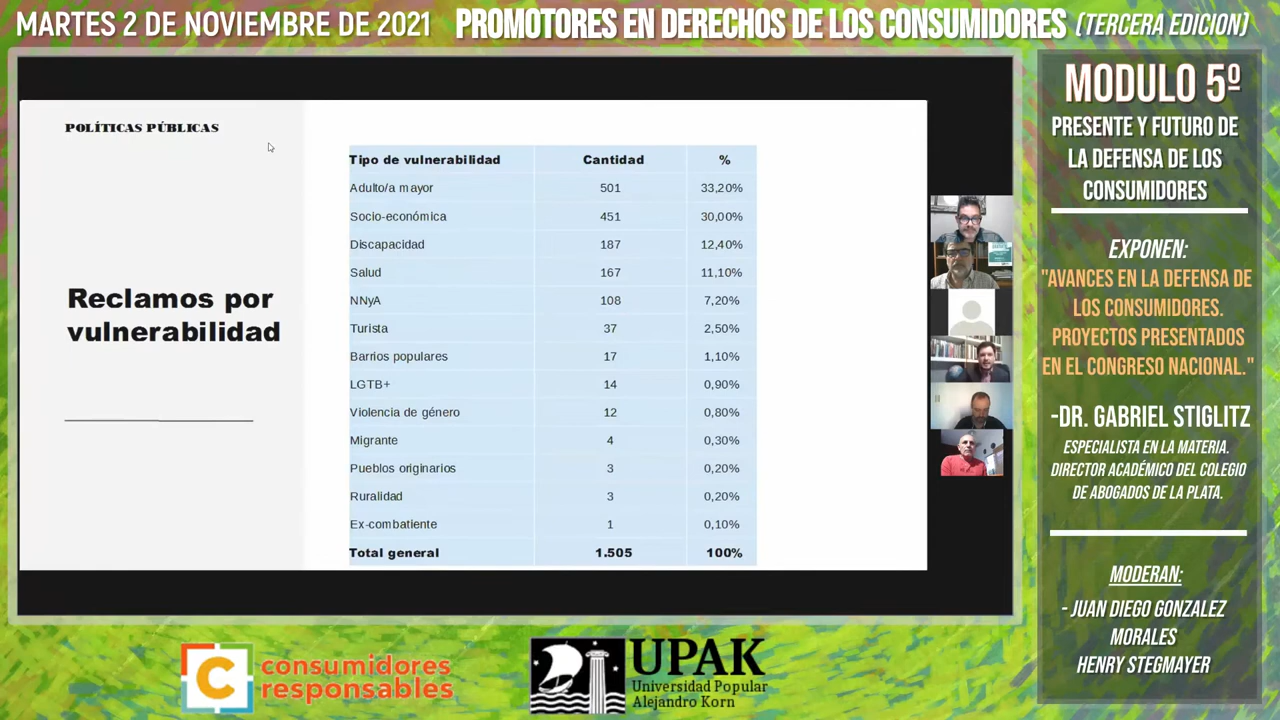 MARTES 2 DE NOVIEMBRE DE 2021 PROMOTORES EN DERECHOS DE LOS CONSUMIDORES (TERCERA EDICION)
POLÍTICAS PÚBLICAS
Reclamos por
vulnerabilidad
Tipo de vulnerabilidad Cantidad %
Adulto/a mayor 501 33,20%
Socio-económica 451 30,00%
Discapacidad 187 12,40%
Salud 167 11,10%
NNyA 108 7,20%
Turista 37 2,50%
Barrios populares 17 1,10%
LGTB+ 14 0,90%
Violencia de género 12 0,80%
Migrante 4 0,30%
Pueblos originarios 3 0,20%
Ruralidad 3 0,20%
Ex-combatiente 1 0,10%
Total general 1.505 100%
MODULO 5º
PRESENTE Y FUTURO DE
LA DEFENSA DE LOS
CONSUMIDORES
EXPONEN:
"AVANCES EN LA DEFENSA DE
LOS CONSUMIDORES.
PROYECTOS PRESENTADOS
EN EL CONGRESO NACIONAL."
-DR. GABRIEL STIGLITZ
ESPECIALISTA EN LA MATERIA.
DIRECTOR ACADÉMICO DEL COLEGIO
DE ABOGADOS DE LA PLATA.
MODERAN:
- JUAN DIEGO GONZALEZ
MORALES
HENRY STEGMAYER
C consumidores
responsables
UPAK
Universidad Popular
Alejandro Korn